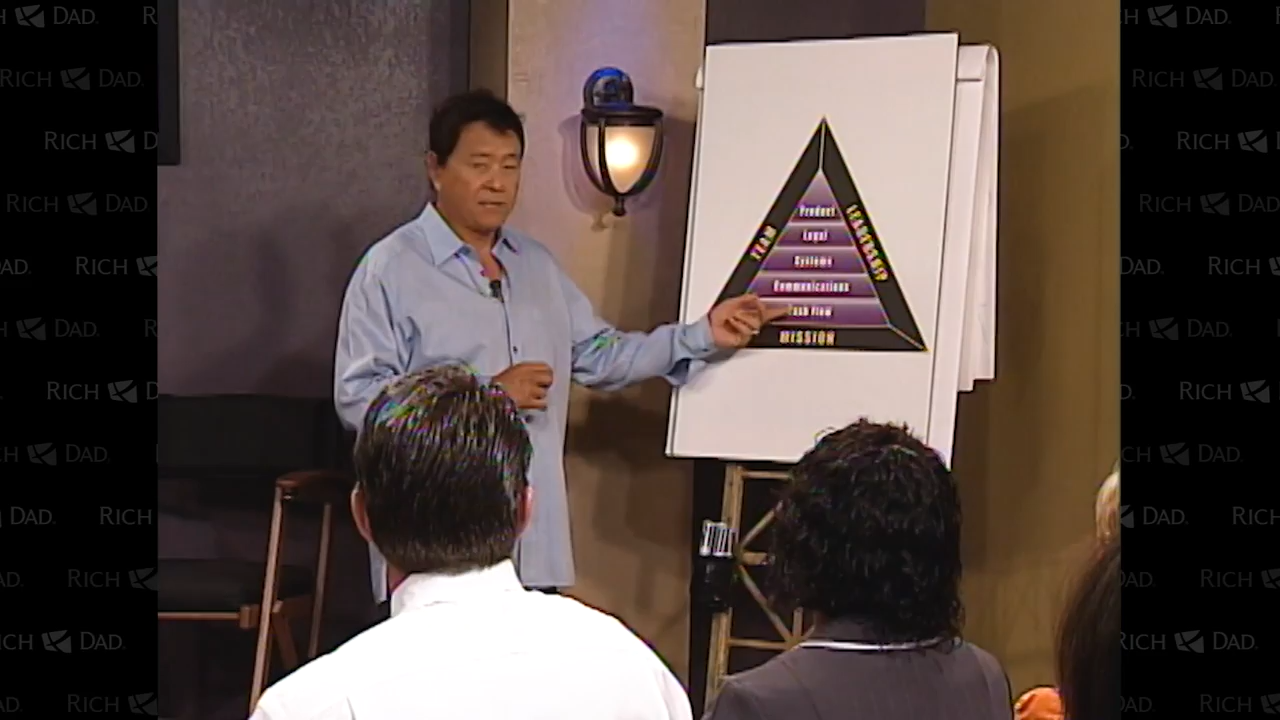 RICH DAD.
Product
Legal
Systems
Communications
Cash Flow
TEAM
LEADERSHIP
MISSION